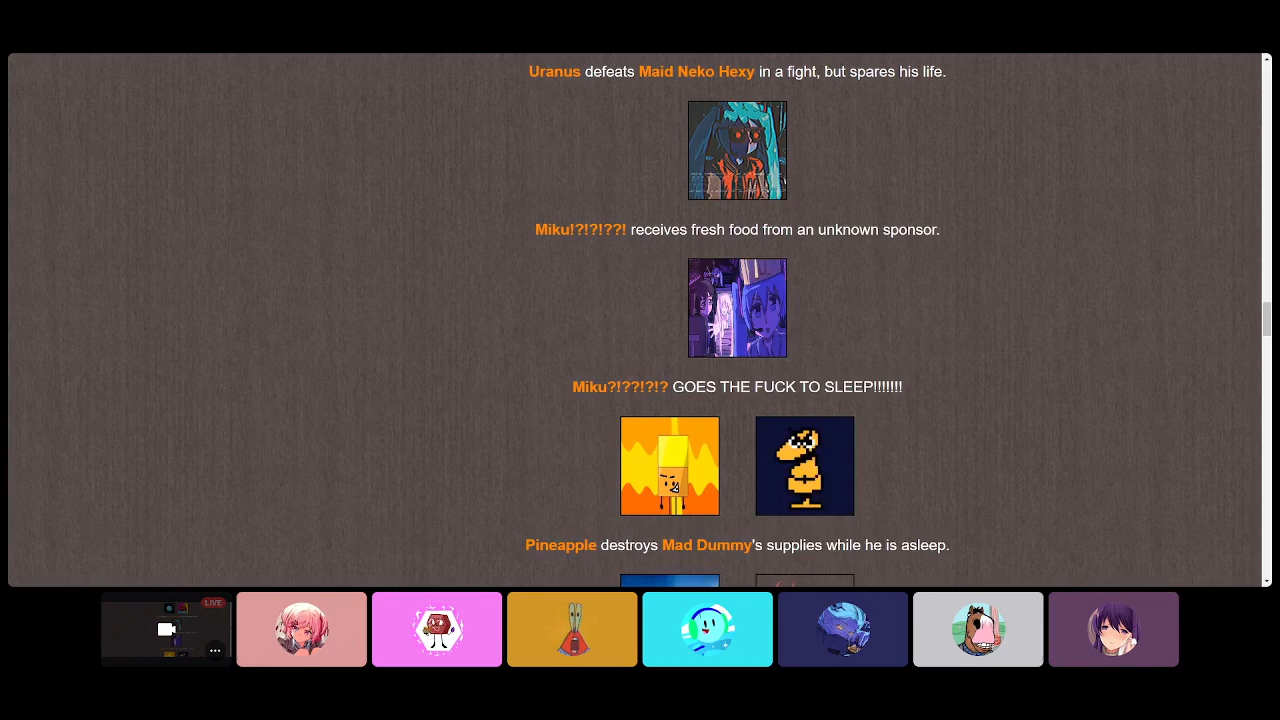 Uranus defeats Maid Neko Hexy in a fight, but spares his life.
Miku!?!?!??! receives fresh food from an unknown sponsor.
Miku?!??!?!? GOES THE FUCK TO SLEEP!!!!!!!
Pineapple destroys Mad Dummy's supplies while he is asleep.
LIVE